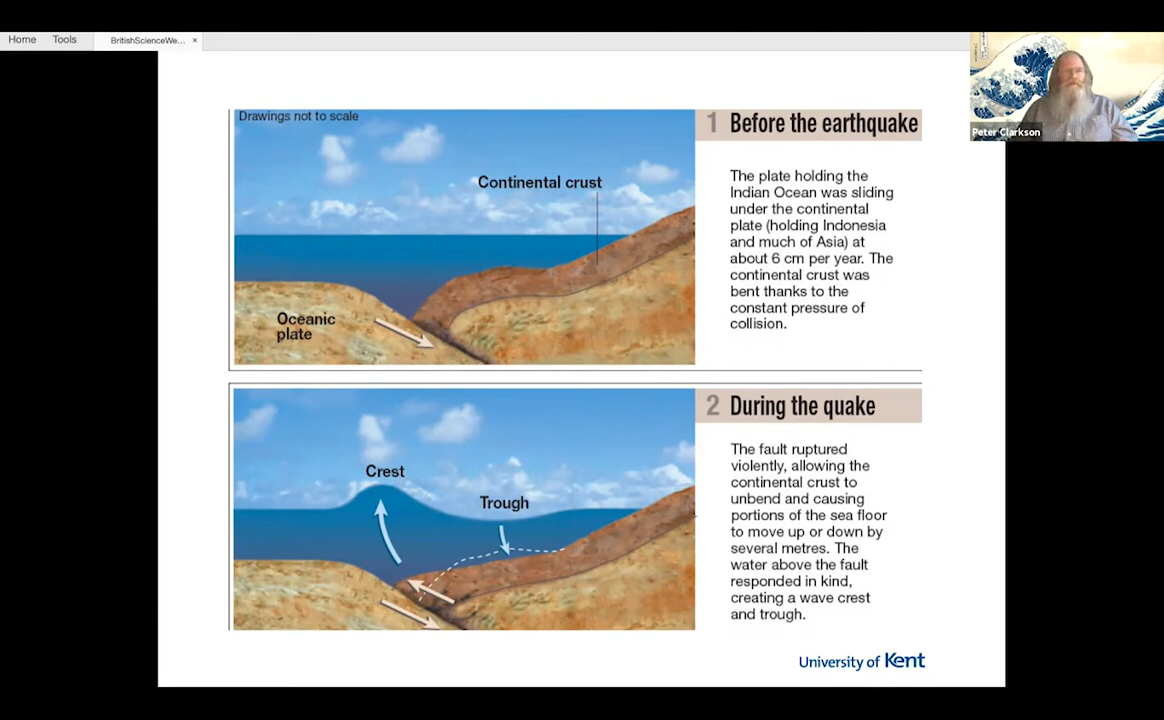 Home Tools BritishScienceWe... ×
Peter Clarkson
Drawings not to scale
Continental crust
Oceanic
plate
1 Before the earthquake
The plate holding the
Indian Ocean was sliding
under the continental
plate (holding Indonesia
and much of Asia) at
about 6 cm per year. The
continental crust was
bent thanks to the
constant pressure of
collision.
Crest
Trough
2 During the quake
The fault ruptured
violently, allowing the
continental crust to
unbend and causing
portions of the sea floor
to move up or down by
several metres. The
water above the fault
responded in kind,
creating a wave crest
and trough.
University of Kent